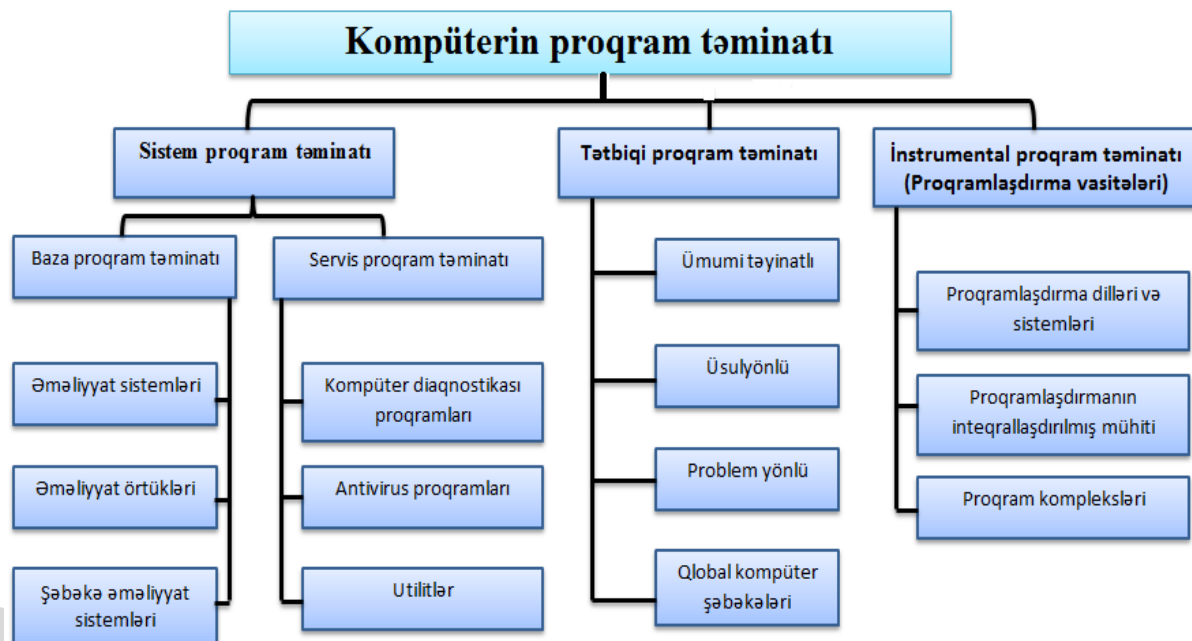 Kompüterin proqram təminatı
Sistem proqram təminatı
Tətbiqi proqram təminatı
İnstrumental proqram təminatı
(Proqramlaşdırma vasitələri)
Baza proqram təminatı
Servis proqram təminatı
Əməliyyat sistemləri
Əməliyyat örtükləri
Şəbəkə əməliyyat
sistemləri
Kompüter diaqnostikası
proqramları
Antivirus proqramları
Utilitlər
Ümumi təyinatlı
Üsulyönlü
Problem yönlü
Qlobal kompüter
şəbəkələri
Proqramlaşdırma dilləri və
sistemləri
Proqramlaşdırmanın
inteqrallaşdırılmış mühiti
Proqram kompleksləri